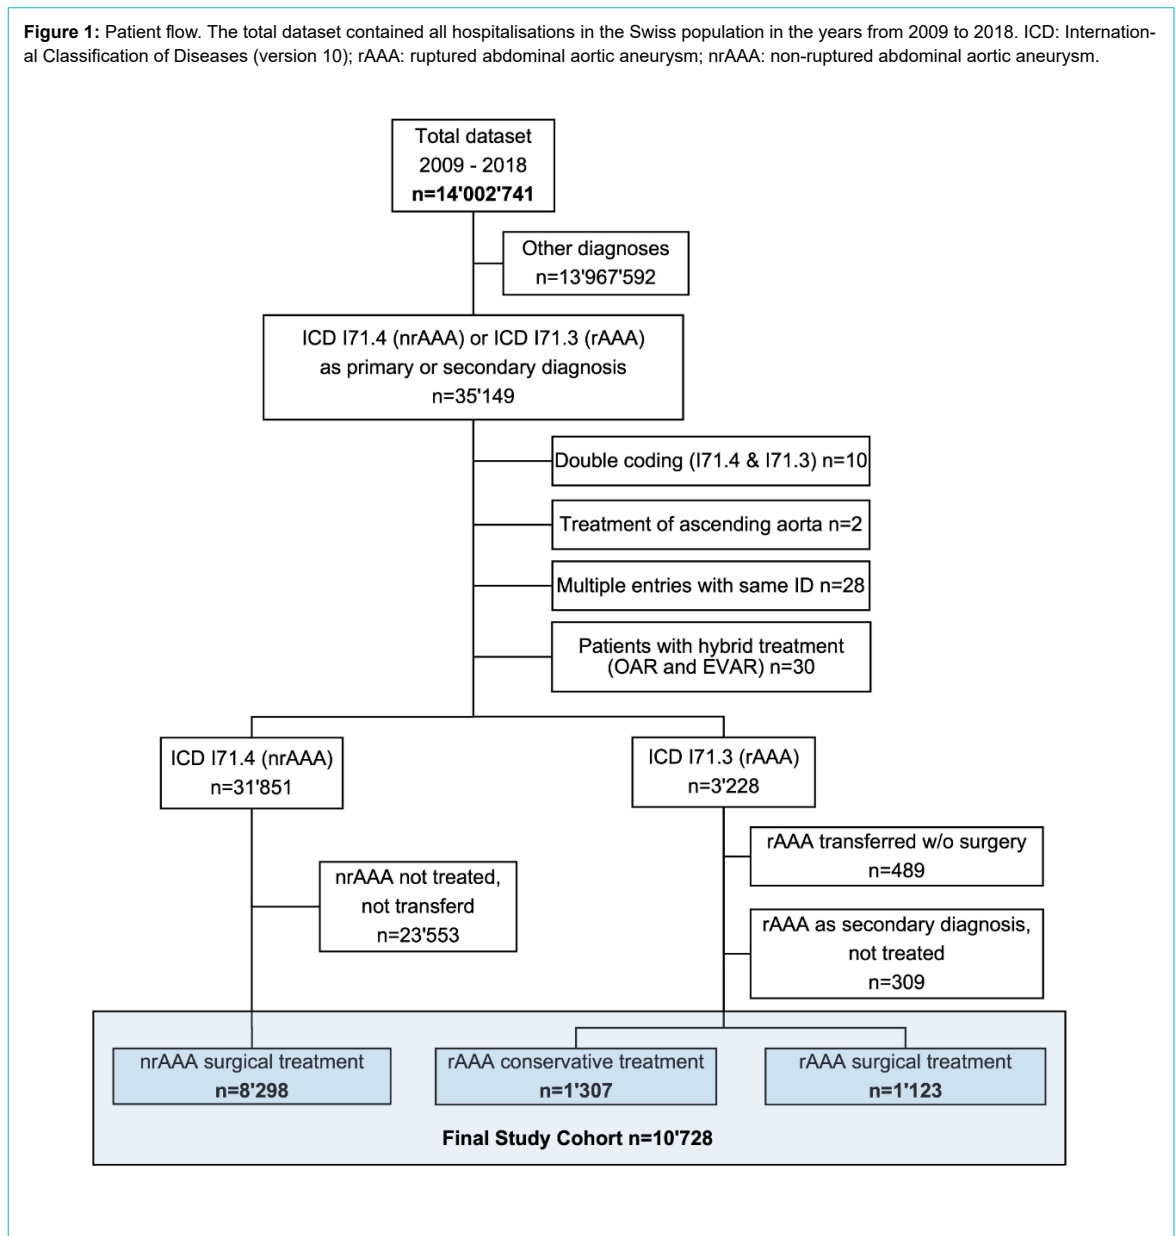 Figure 1: Patient flow. The total dataset contained all hospitalisations in the Swiss population in the years from 2009 to 2018. ICD: Internation-
al Classification of Diseases (version 10); rAAA: ruptured abdominal aortic aneurysm; nrAAA: non-ruptured abdominal aortic aneurysm.
Total dataset
2009 - 2018
n=14'002'741
Other diagnoses
n=13'967'592
ICD I71.4 (nrAAA) or ICD I71.3 (rAAA)
as primary or secondary diagnosis
n=35'149
Double coding (I71.4 & I71.3) n=10
Treatment of ascending aorta n=2
Multiple entries with same ID n=28
Patients with hybrid treatment
(OAR and EVAR) n=30
ICD I71.4 (nrAAA)
n=31'851
ICD I71.3 (rAAA)
n=3'228
rAAA transferred w/o surgery
n=489
nrAAA not treated,
not transferd
n=23'553
rAAA as secondary diagnosis,
not treated
n=309
nrAAA surgical treatment
n=8'298
rAAA conservative treatment
n=1'307
rAAA surgical treatment
n=1'123
Final Study Cohort n=10'728